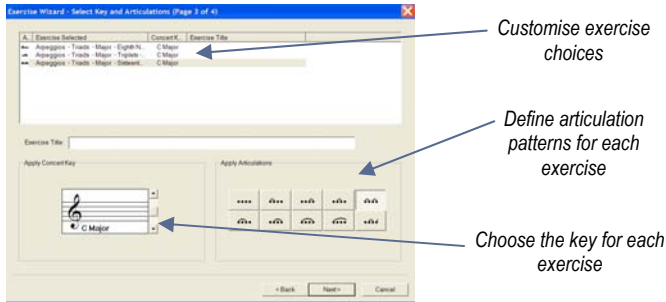 Exercise Wizard - Select Key and Articulations (Page 3 of 4)
A.. Exercise Selected Concert K... Exercise Title
Arpeggios - Triads - Major - Eighth N... C Major
Arpeggios - Triads - Major - Triplets -... C Major
Arpeggios - Triads - Major - Sixteent... C Major
Exercise Title:
Apply Concert Key
C Major
Apply Articulations
< Back Next > Cancel
Customise exercise
choices
Define articulation
patterns for each
exercise
Choose the key for each
exercise